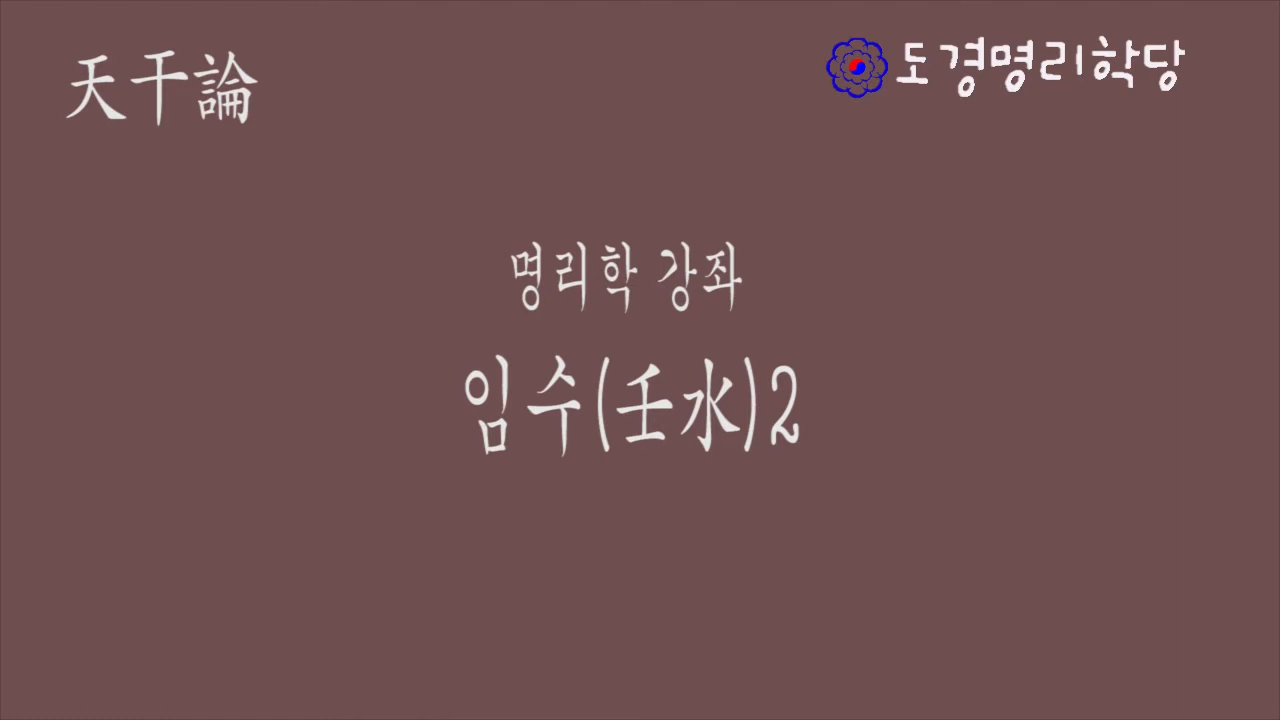 天干論
도경명리학당
명리학 강좌
임수(壬水)2